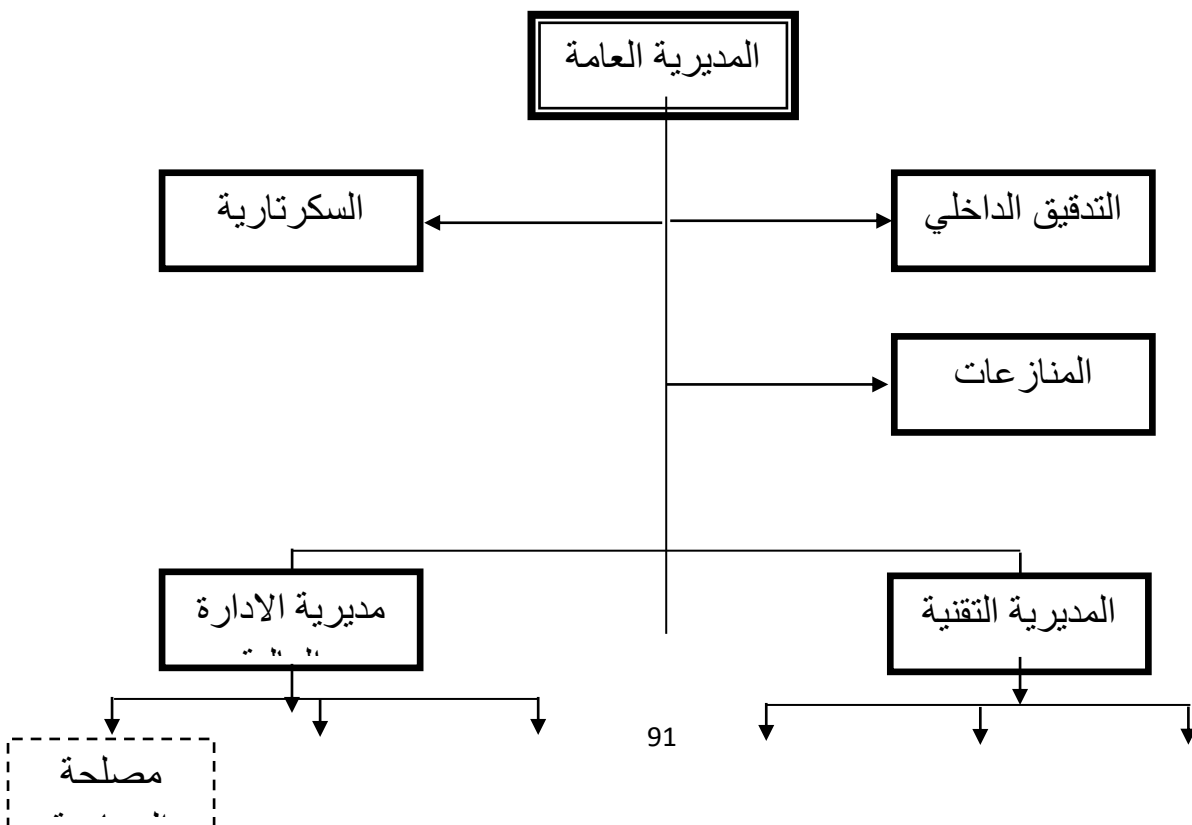 المديرية العامة
التدقيق الداخلي
السكرتارية
المنازعات
المديرية التقنية
مديرية الادارة
91
مصلحة